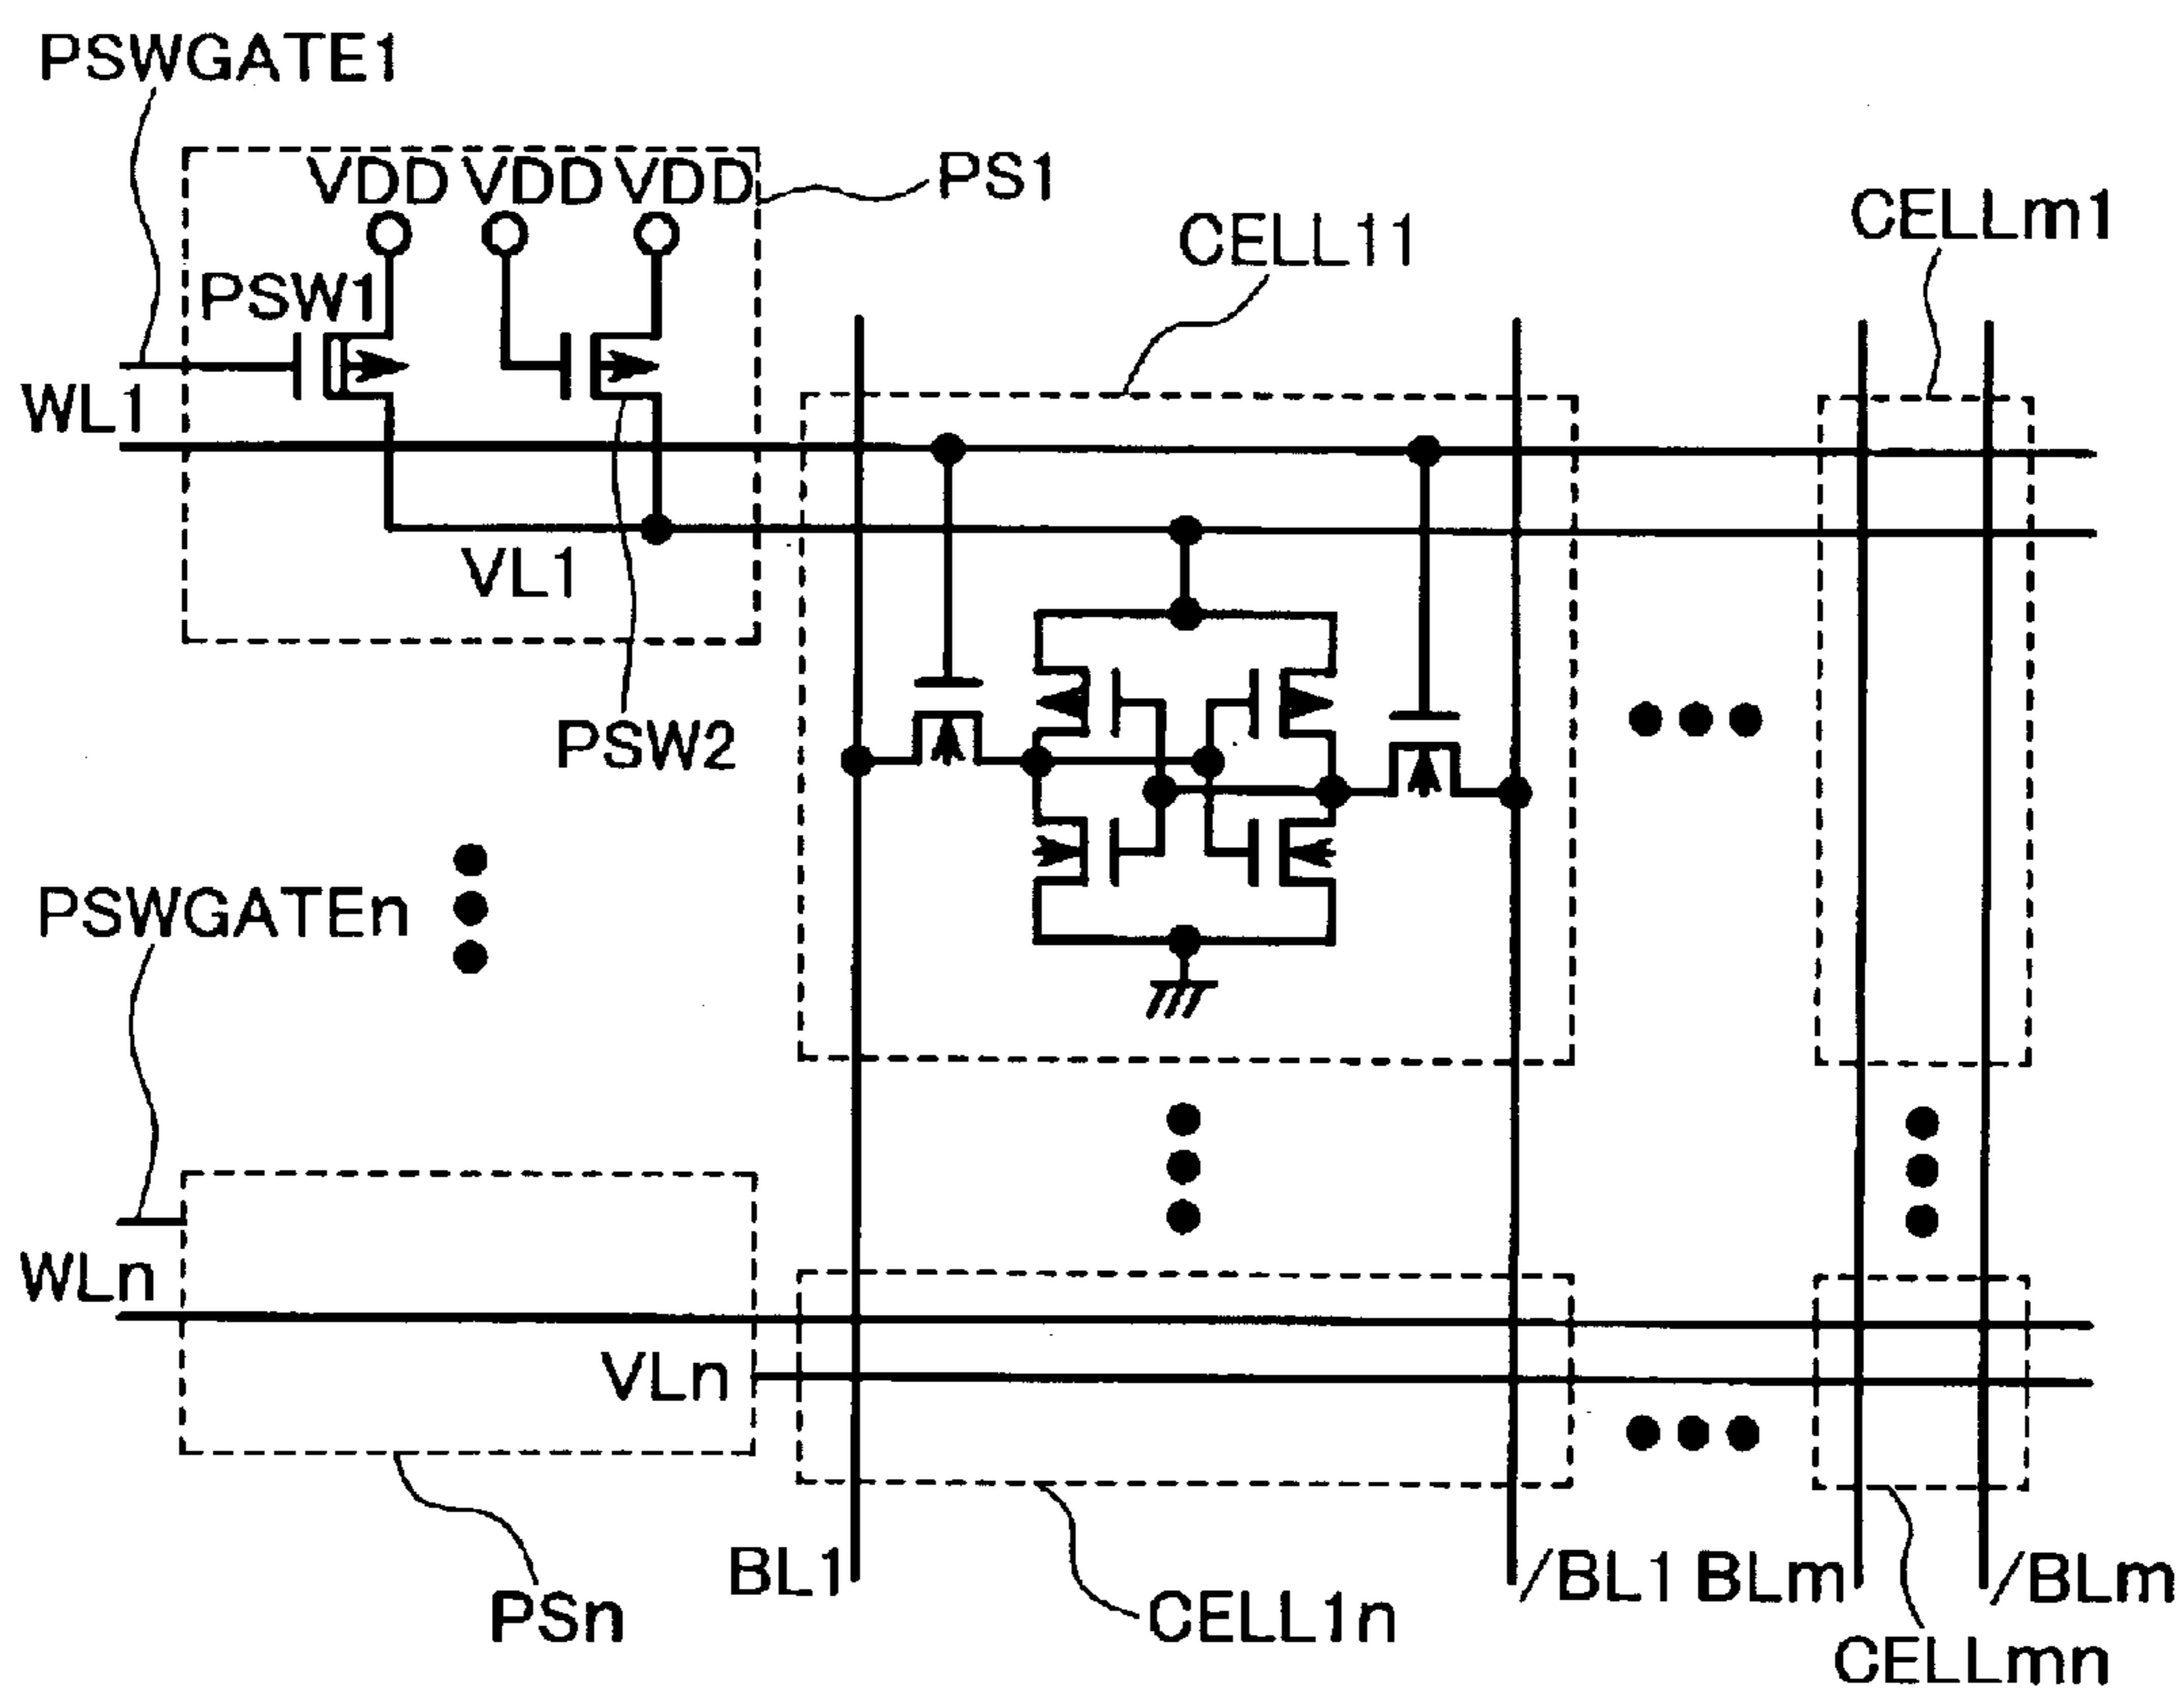 PSWGATE1
VDD VDD VDD
PS1
CELL11
CELLm1
PSW1
WL1
VL1
PSW2
PSWGATEn
WLn
VLn
BL1
/BL1
BLm
/BLm
PSn
CELL1n
CELLmn